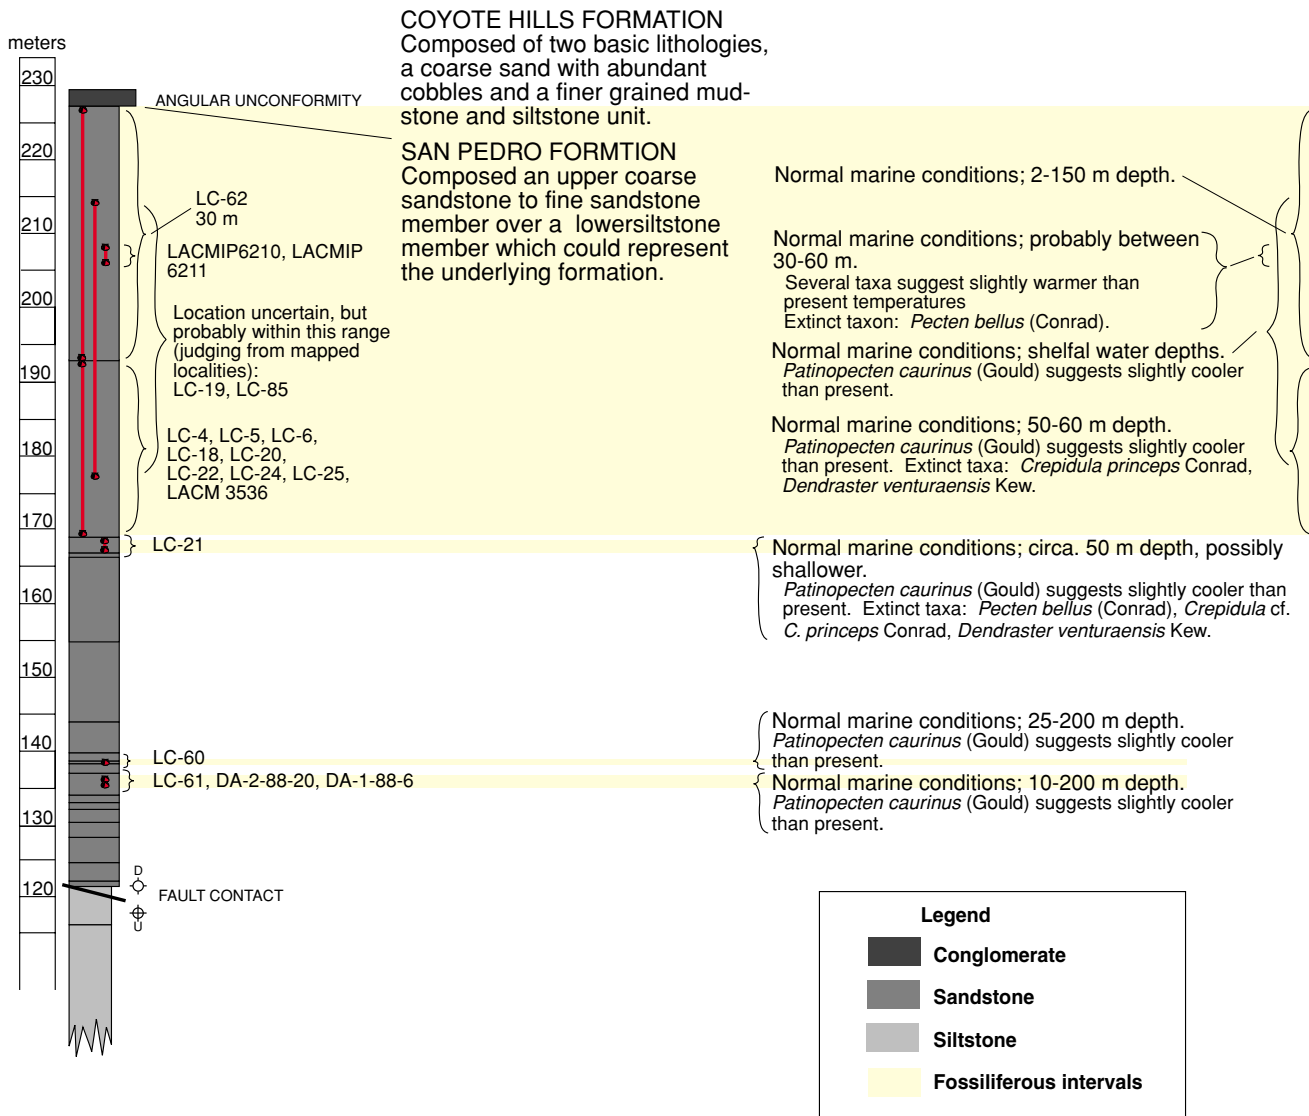 meters
230
220
210
200
190
180
170
160
150
140
130
120
COYOTE HILLS FORMATION
Composed of two basic lithologies,
a coarse sand with abundant
cobbles and a finer grained mud-
stone and siltstone unit.
ANGULAR UNCONFORMITY
SAN PEDRO FORMTION
Composed an upper coarse
sandstone to fine sandstone
member over a lowersiltstone
member which could represent
the underlying formation.
LC-62
30 m
LACMIP6210, LACMIP
6211
Location uncertain, but
probably within this range
(judging from mapped
localities):
LC-19, LC-85
LC-4, LC-5, LC-6,
LC-18, LC-20,
LC-22, LC-24, LC-25,
LACM 3536
LC-21
LC-60
LC-61, DA-2-88-20, DA-1-88-6
D
FAULT CONTACT
U
Normal marine conditions; 2-150 m depth.
Normal marine conditions; probably between
30-60 m.
Several taxa suggest slightly warmer than
present temperatures
Extinct taxon: Pecten bellus (Conrad).
Normal marine conditions; shelfal water depths.
Patinopecten caurinus (Gould) suggests slightly cooler
than present.
Normal marine conditions; 50-60 m depth.
Patinopecten caurinus (Gould) suggests slightly cooler
than present. Extinct taxa: Crepidula princeps Conrad,
Dendraster venturaensis Kew.
Normal marine conditions; circa. 50 m depth, possibly
shallower.
Patinopecten caurinus (Gould) suggests slightly cooler than
present. Extinct taxa: Pecten bellus (Conrad), Crepidula cf.
C. princeps Conrad, Dendraster venturaensis Kew.
Normal marine conditions; 25-200 m depth.
Patinopecten caurinus (Gould) suggests slightly cooler
than present.
Normal marine conditions; 10-200 m depth.
Patinopecten caurinus (Gould) suggests slightly cooler
than present.
Legend
Conglomerate
Sandstone
Siltstone
Fossiliferous intervals